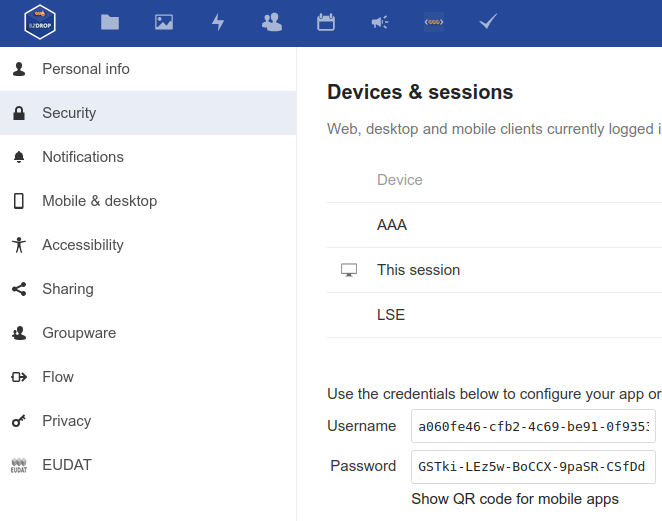 B2DROP
Personal info
Security
Notifications
Mobile & desktop
Accessibility
Sharing
Groupware
Flow
Privacy
EUDAT
EUDAT
Devices & sessions
Web, desktop and mobile clients currently logged i
Device
AAA
This session
LSE
Use the credentials below to configure your app or
Username
a060fe46-cfb2-4c69-be91-0f9353
Password
GSTki-LEz5w-BoCCX-9paSR-CSfDd
Show QR code for mobile apps